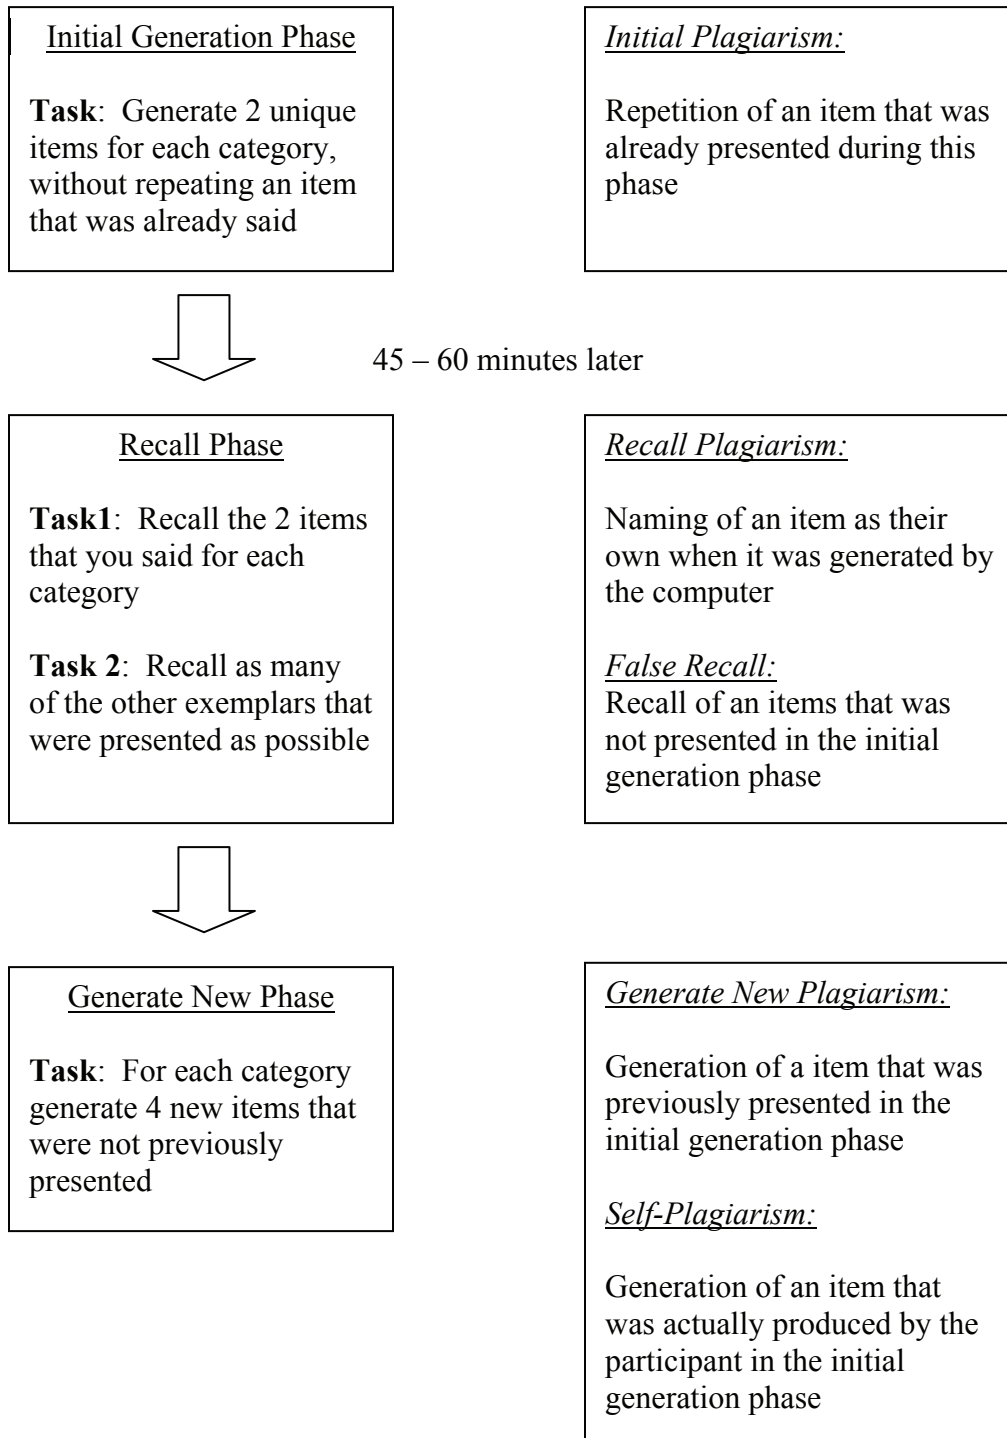 Initial Generation Phase
Task: Generate 2 unique
items for each category,
without repeating an item
that was already said
Initial Plagiarism:
Repetition of an item that was
already presented during this
phase
45 – 60 minutes later
Recall Phase
Task1: Recall the 2 items
that you said for each
category
Task 2: Recall as many
of the other exemplars that
were presented as possible
Recall Plagiarism:
Naming of an item as their
own when it was generated by
the computer
False Recall:
Recall of an items that was
not presented in the initial
generation phase
Generate New Phase
Task: For each category
generate 4 new items that
were not previously
presented
Generate New Plagiarism:
Generation of a item that was
previously presented in the
initial generation phase
Self-Plagiarism:
Generation of an item that
was actually produced by the
participant in the initial
generation phase